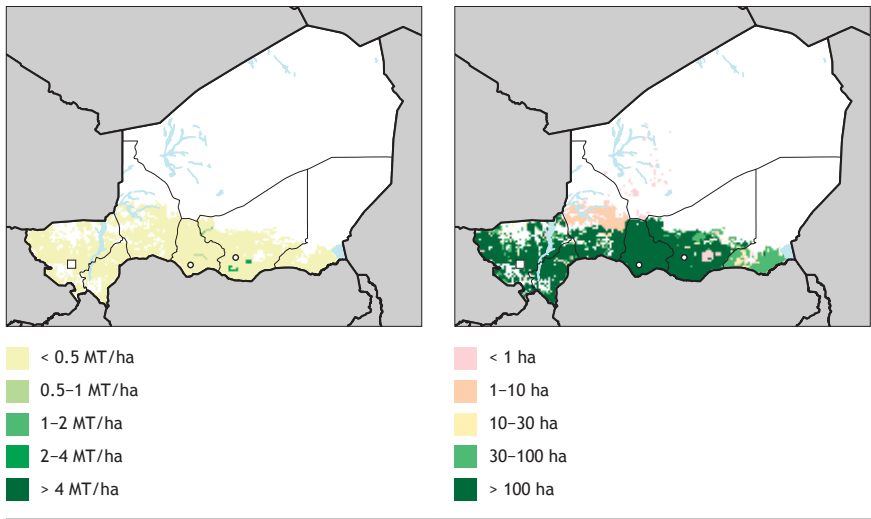 < 0.5 MT/ha
0.5–1 MT/ha
1–2 MT/ha
2–4 MT/ha
> 4 MT/ha
< 1 ha
1–10 ha
10–30 ha
30–100 ha
> 100 ha